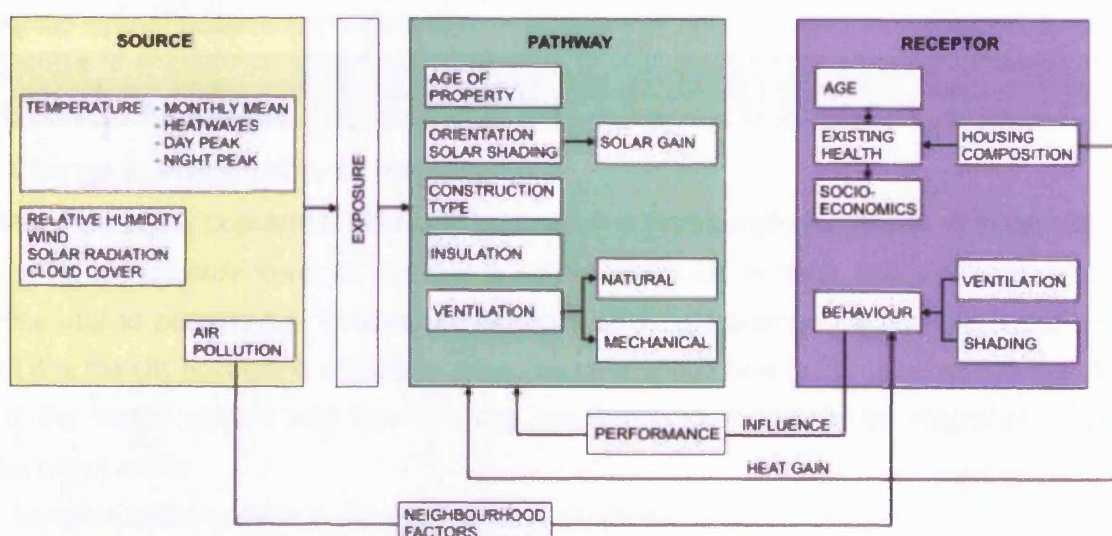 SOURCE
TEMPERATURE
• MONTHLY MEAN
• HEATWAVES
• DAY PEAK
• NIGHT PEAK
RELATIVE HUMIDITY
WIND
SOLAR RADIATION
CLOUD COVER
AIR
POLLUTION
EXPOSURE
PATHWAY
AGE OF
PROPERTY
ORIENTATION
SOLAR SHADING
SOLAR GAIN
CONSTRUCTION
TYPE
INSULATION
VENTILATION
NATURAL
MECHANICAL
RECEPTOR
AGE
EXISTING
HEALTH
HOUSING
COMPOSITION
SOCIO-
ECONOMICS
BEHAVIOUR
VENTILATION
SHADING
PERFORMANCE
INFLUENCE
HEAT GAIN
NEIGHBOURHOOD
FACTORS